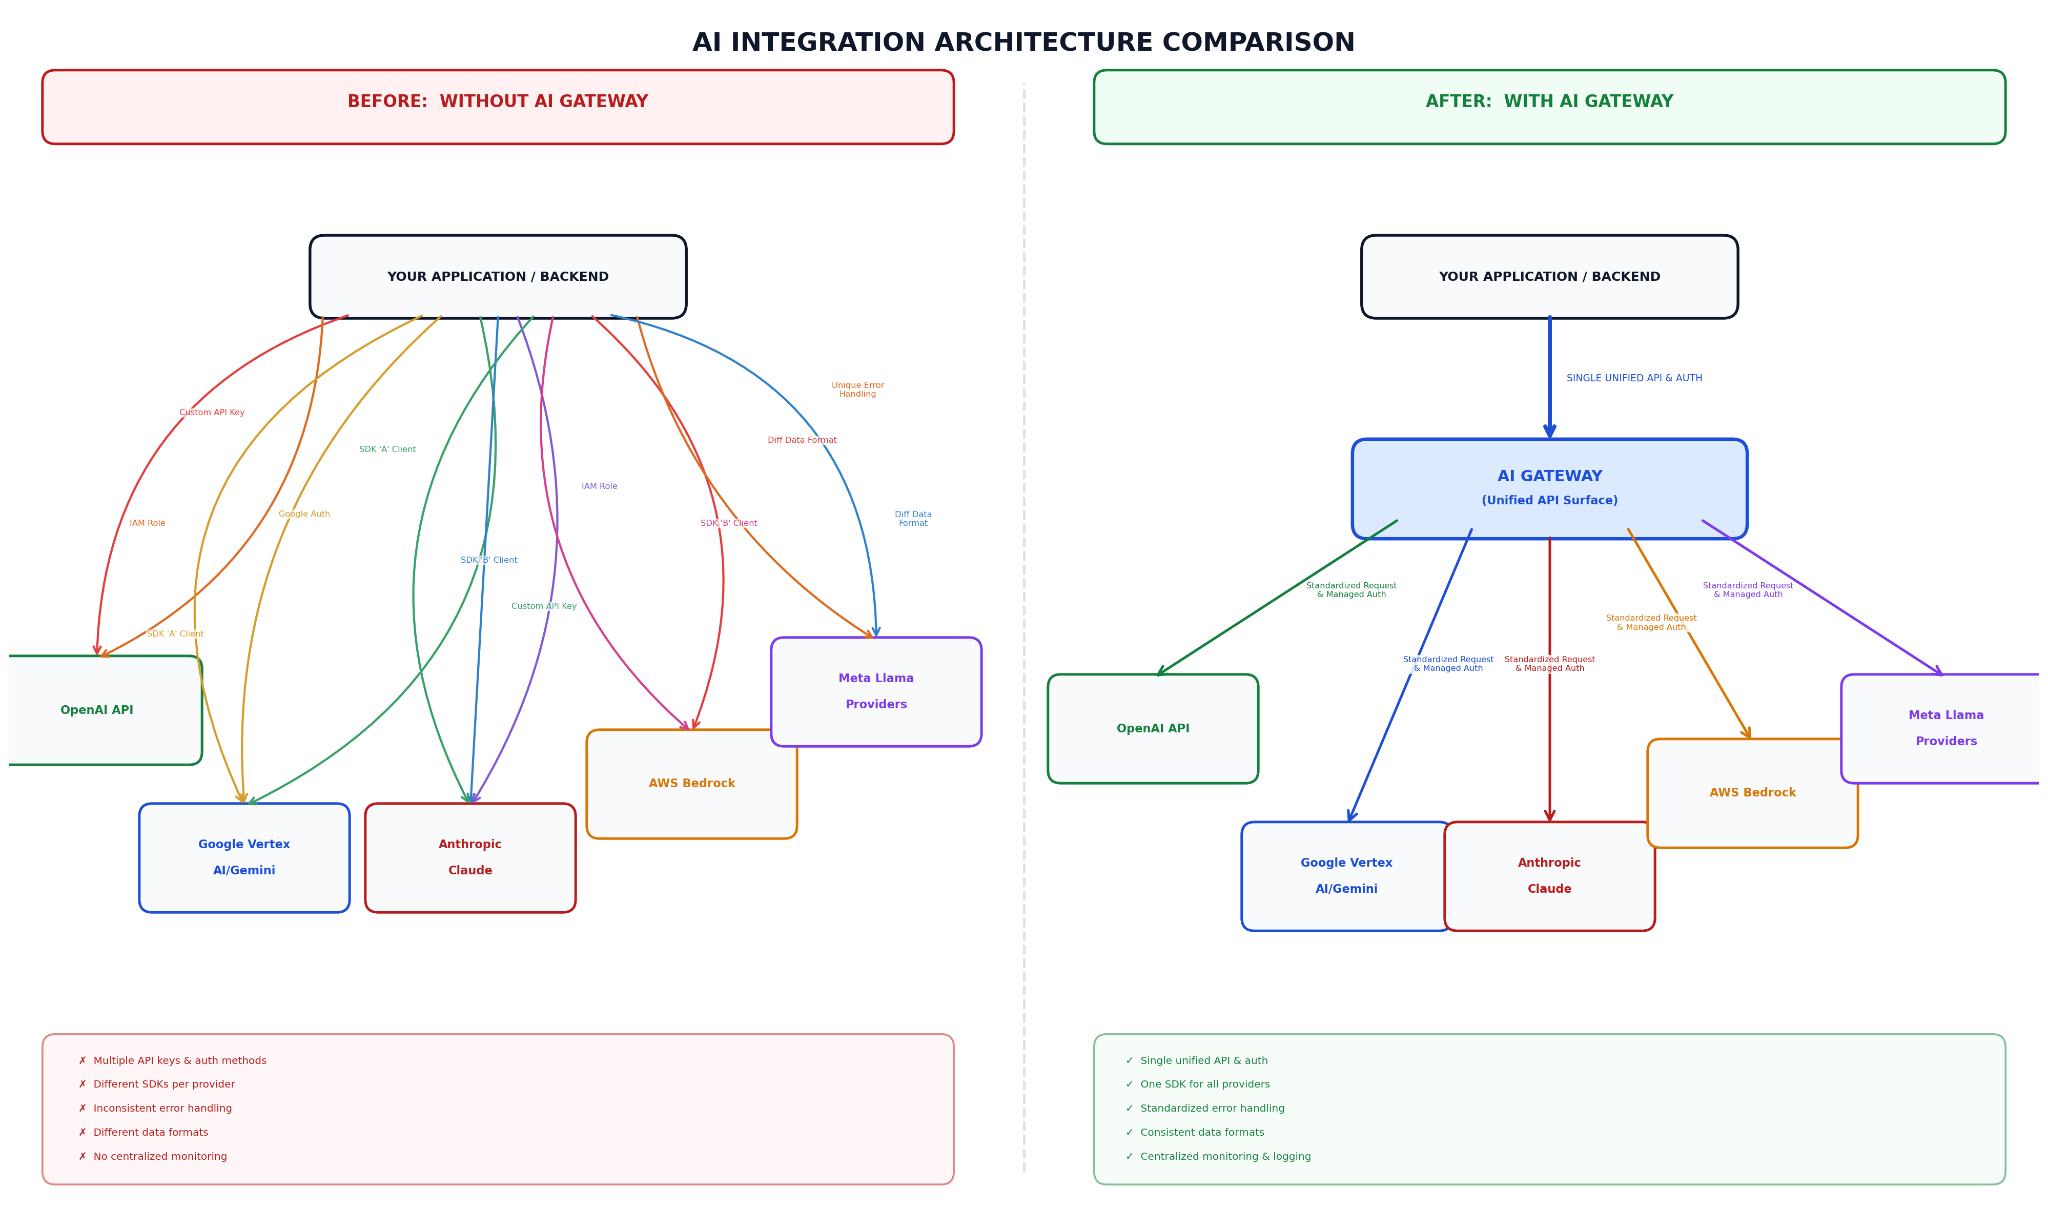 AI INTEGRATION ARCHITECTURE COMPARISON
BEFORE:  WITHOUT AI GATEWAY
YOUR APPLICATION / BACKEND
Unique Error
Handling
Custom API Key
Diff Data Format
SDK 'A' Client
IAM Role
Google Auth
IAM Role
SDK 'B' Client
Diff Data
Format
SDK 'B' Client
Custom API Key
SDK 'A' Client
OpenAI API
Meta Llama
Providers
AWS Bedrock
Google Vertex
AI/Gemini
Anthropic
Claude
✗ Multiple API keys & auth methods
✗ Different SDKs per provider
✗ Inconsistent error handling
✗ Different data formats
✗ No centralized monitoring
AFTER:  WITH AI GATEWAY
YOUR APPLICATION / BACKEND
SINGLE UNIFIED API & AUTH
AI GATEWAY
(Unified API Surface)
Standardized Request
& Managed Auth
Standardized Request
& Managed Auth
Standardized Request
& Managed Auth
Standardized Request
& Managed Auth
Standardized Request
& Managed Auth
OpenAI API
Meta Llama
Providers
AWS Bedrock
Google Vertex
AI/Gemini
Anthropic
Claude
✓ Single unified API & auth
✓ One SDK for all providers
✓ Standardized error handling
✓ Consistent data formats
✓ Centralized monitoring & logging